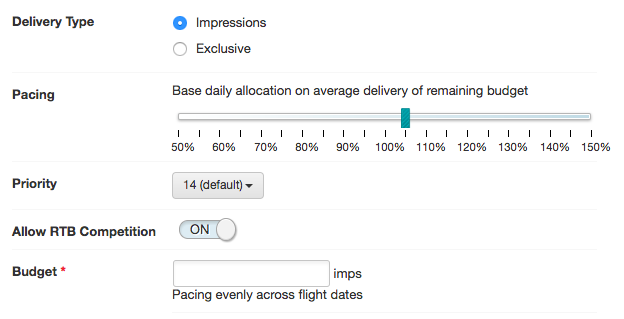 Delivery Type
Impressions
Exclusive
Pacing
Base daily allocation on average delivery of remaining budget
50% 60% 70% 80% 90% 100% 110% 120% 130% 140% 150%
Priority
14 (default)
Allow RTB Competition
ON
Budget *
imps
Pacing evenly across flight dates